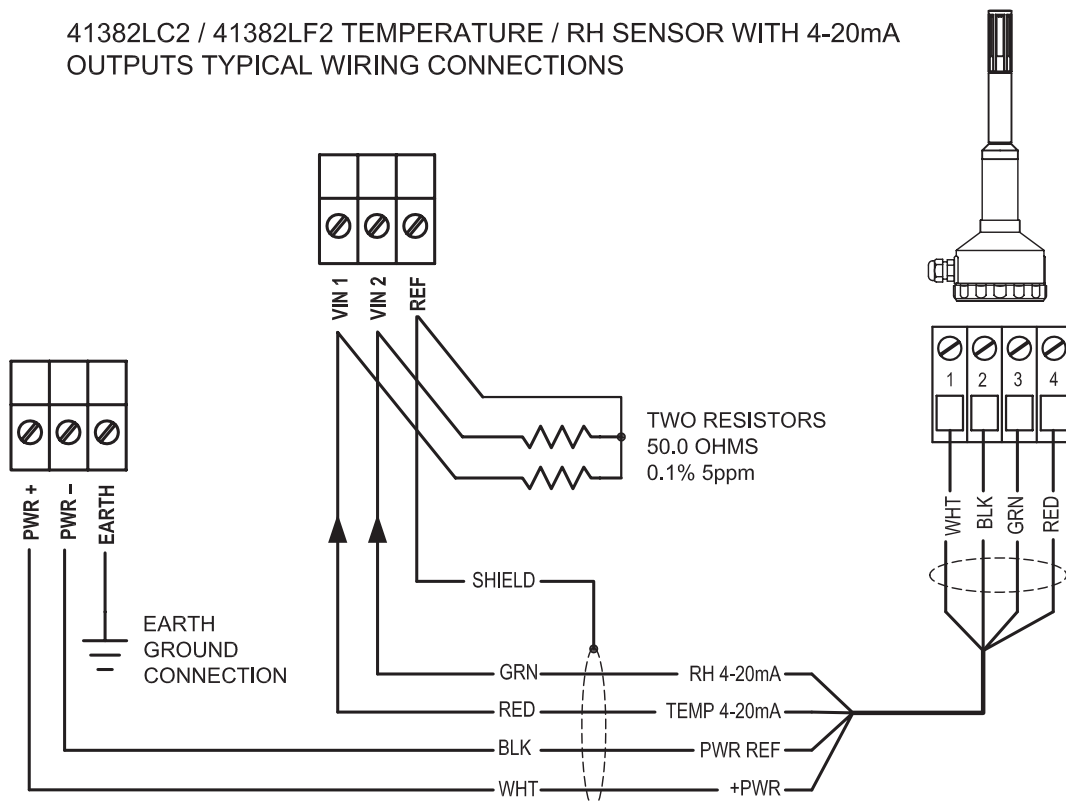 41382LC2 / 41382LF2 TEMPERATURE / RH SENSOR WITH 4-20mA
OUTPUTS TYPICAL WIRING CONNECTIONS
VIN 1
VIN 2
REF
1
2
3
4
TWO RESISTORS
50.0 OHMS
0.1% 5ppm
PWR +
PWR –
EARTH
WHT
BLK
GRN
RED
EARTH
GROUND
CONNECTION
SHIELD
GRN
RH 4-20mA
RED
TEMP 4-20mA
BLK
PWR REF
WHT
+PWR